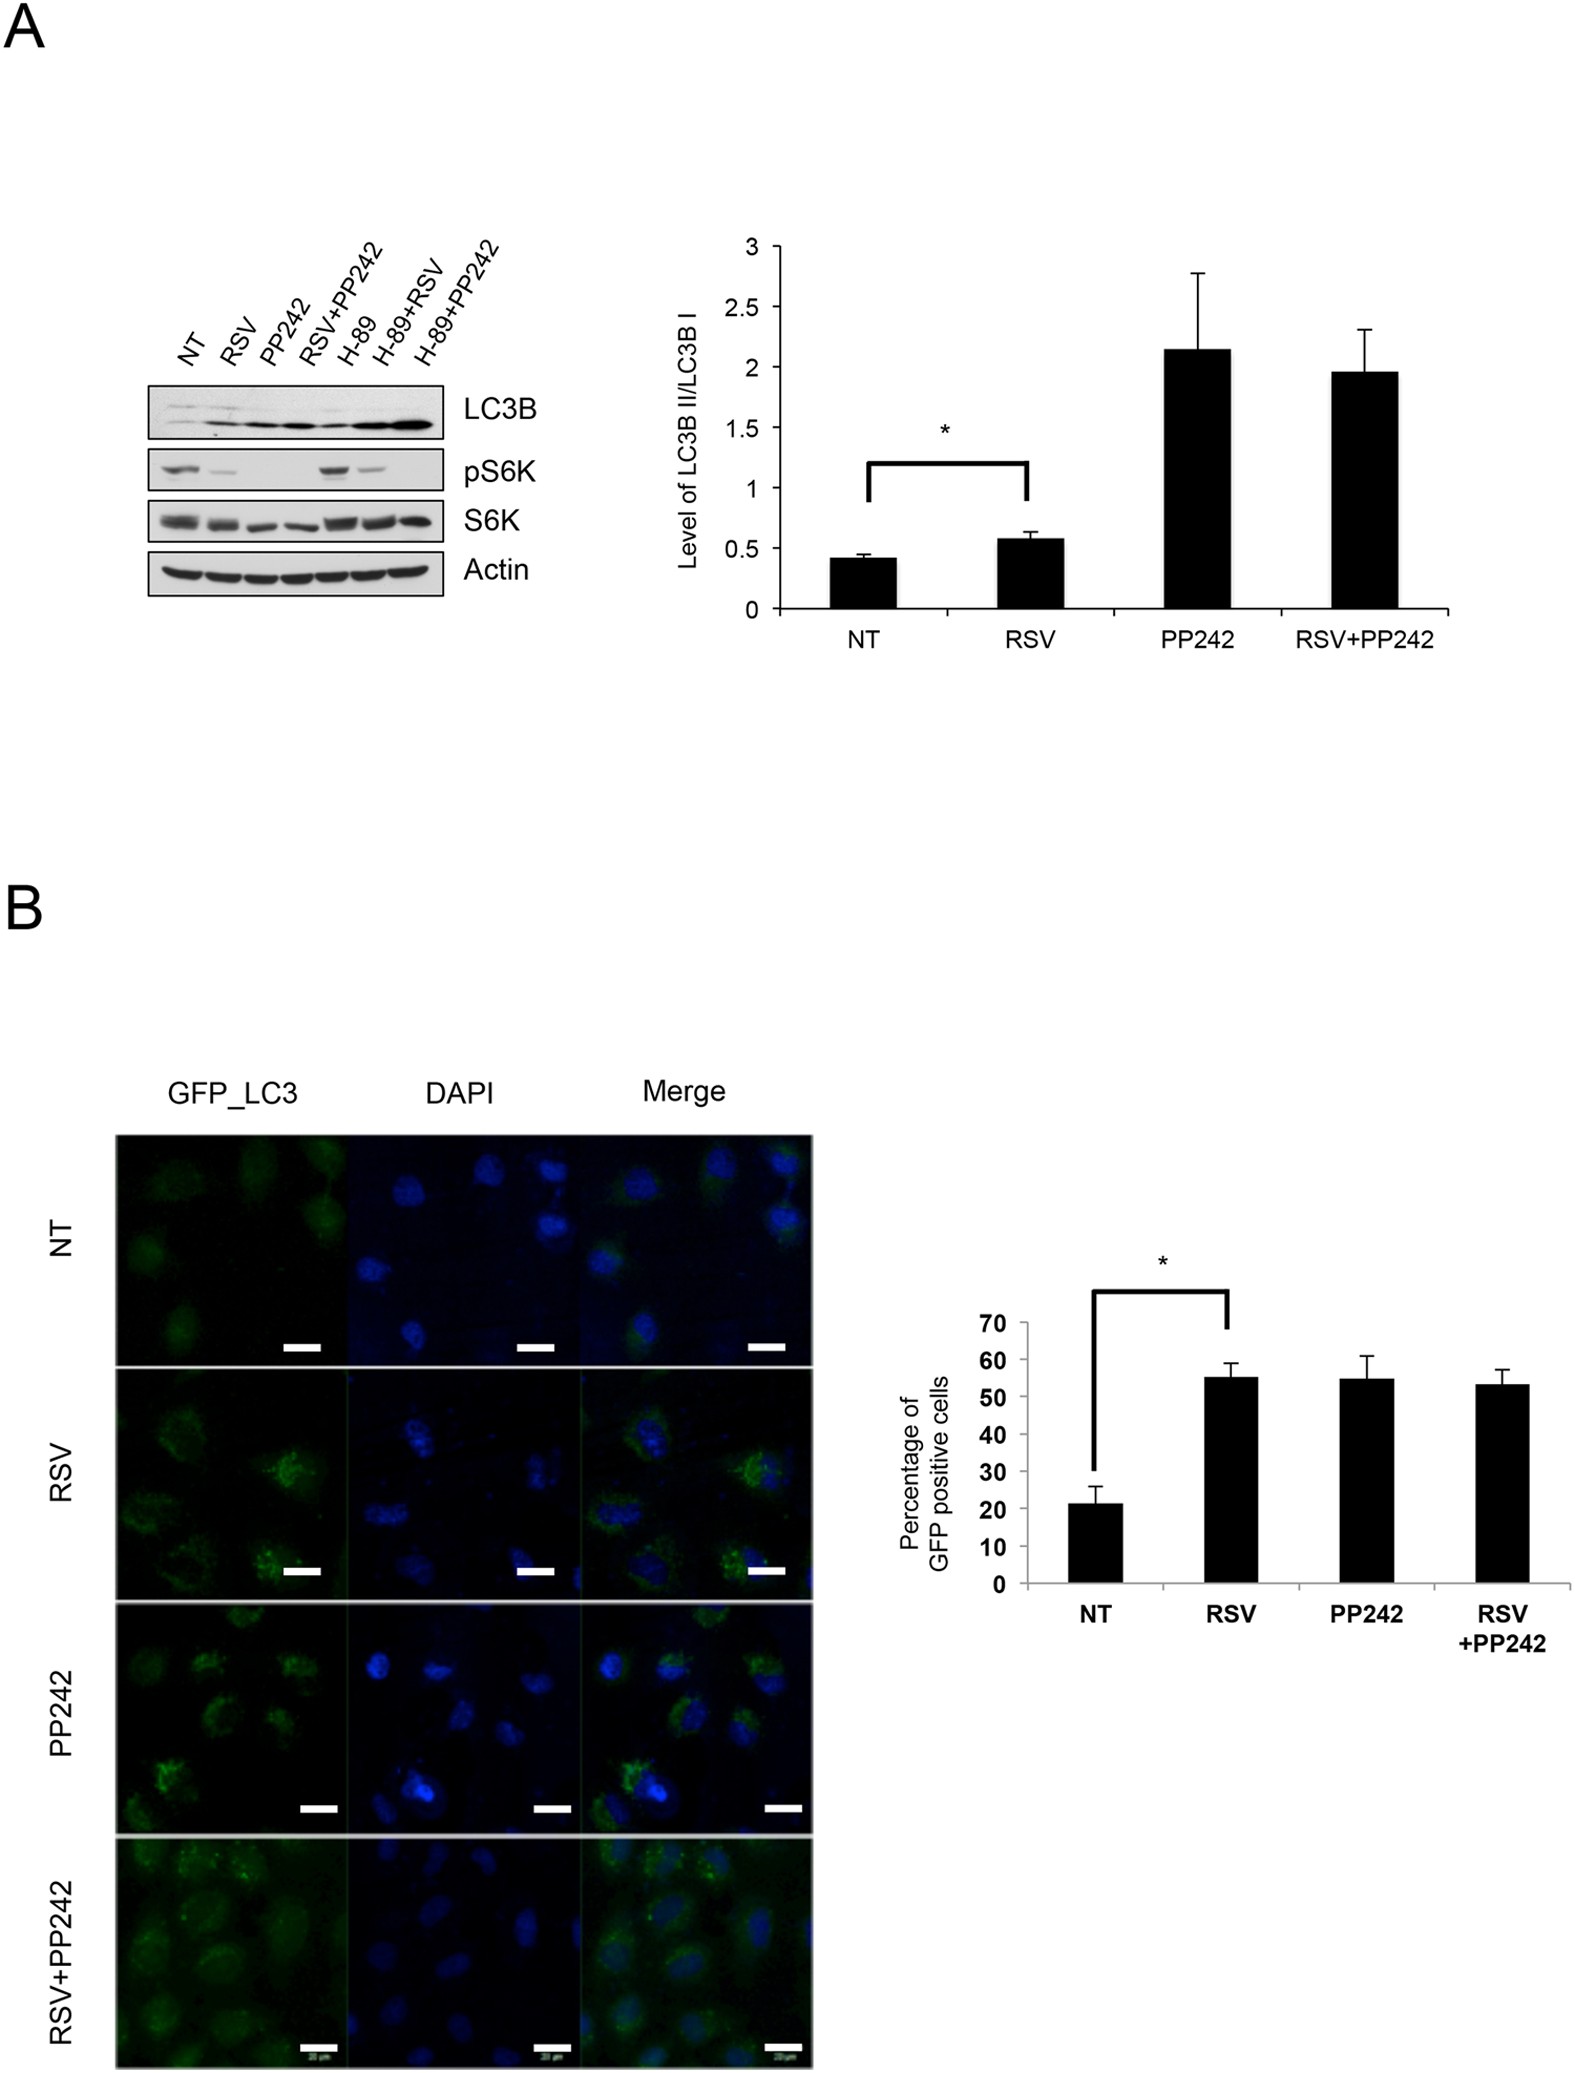 A
NT
RSV
PP242
RSV+PP242
H-89
H-89+RSV
H-89+PP242
LC3B
pS6K
S6K
Actin
Level of LC3B II/LC3B I
3
2.5
2
1.5
1
0.5
0
*
NT
RSV
PP242
RSV+PP242
B
GFP_LC3
DAPI
Merge
NT
RSV
PP242
RSV+PP242
Percentage of
GFP positive cells
70
60
50
40
30
20
10
0
*
NT
RSV
PP242
RSV
+PP242